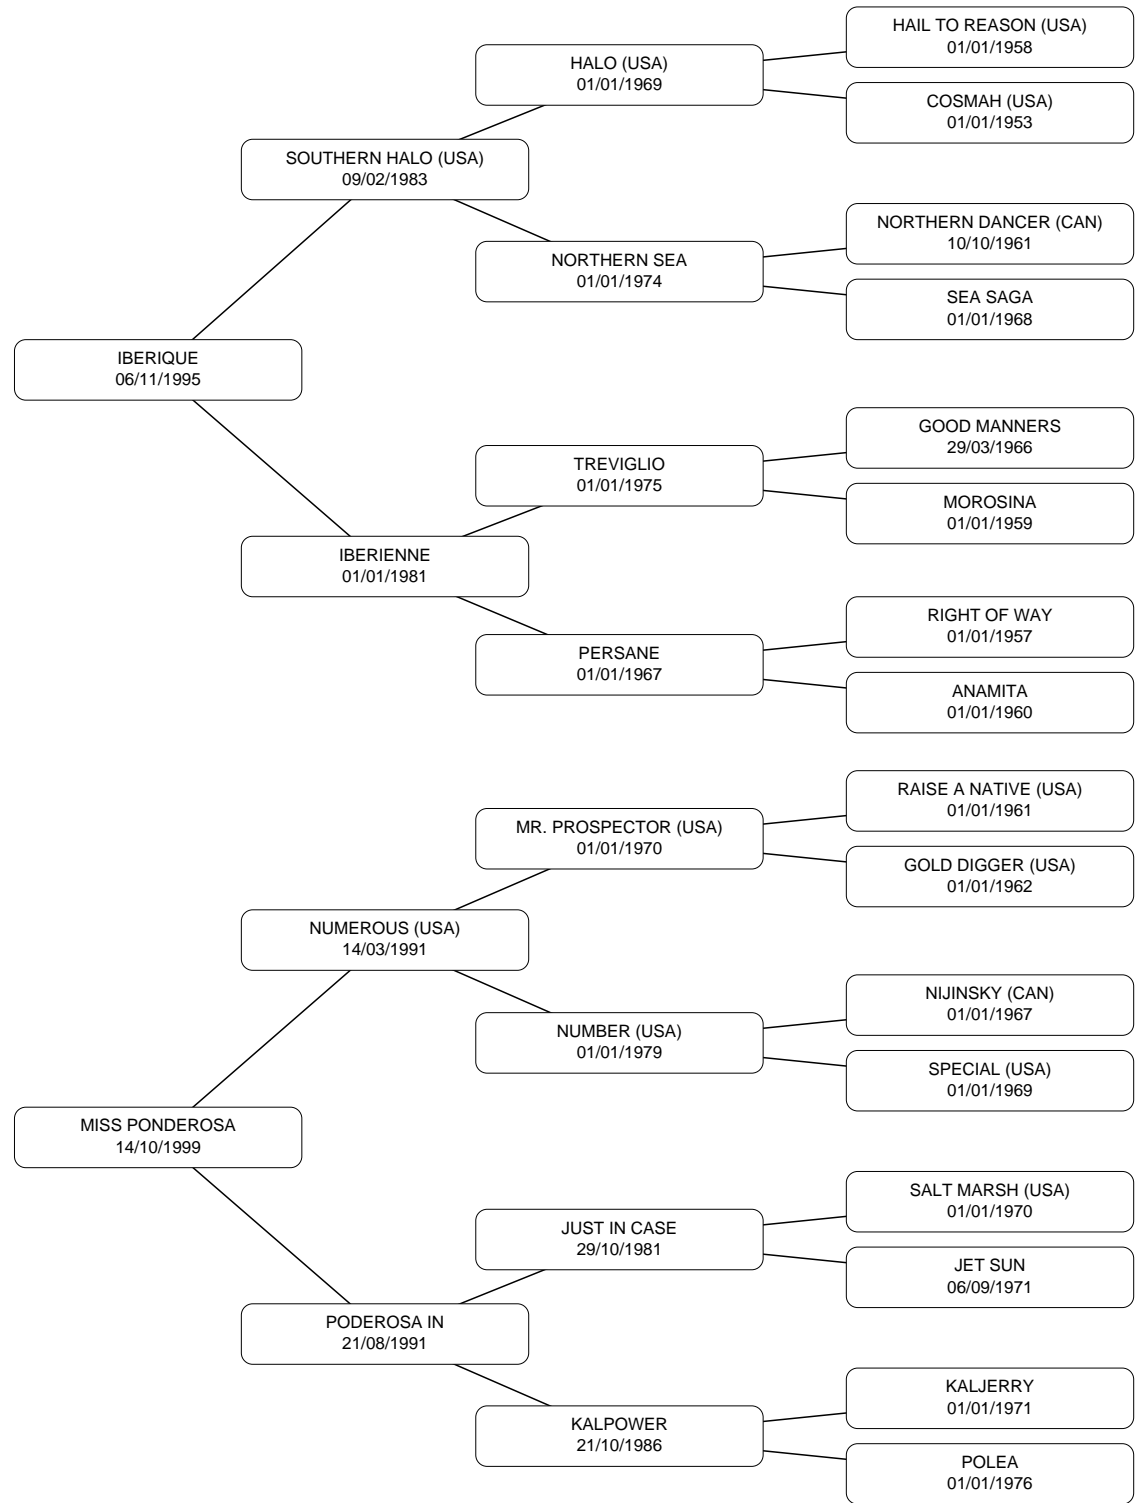 HAIL TO REASON (USA)
01/01/1958
HALO (USA)
01/01/1969
COSMAH (USA)
01/01/1953
SOUTHERN HALO (USA)
09/02/1983
NORTHERN DANCER (CAN)
10/10/1961
NORTHERN SEA
01/01/1974
SEA SAGA
01/01/1968
IBERIQUE
06/11/1995
GOOD MANNERS
29/03/1966
TREVIGLIO
01/01/1975
MOROSINA
01/01/1959
IBERIENNE
01/01/1981
RIGHT OF WAY
01/01/1957
PERSANE
01/01/1967
ANAMITA
01/01/1960
RAISE A NATIVE (USA)
01/01/1961
MR. PROSPECTOR (USA)
01/01/1970
GOLD DIGGER (USA)
01/01/1962
NUMEROUS (USA)
14/03/1991
NIJINSKY (CAN)
01/01/1967
NUMBER (USA)
01/01/1979
SPECIAL (USA)
01/01/1969
MISS PONDEROSA
14/10/1999
SALT MARSH (USA)
01/01/1970
JUST IN CASE
29/10/1981
JET SUN
06/09/1971
PODEROSA IN
21/08/1991
KALJERRY
01/01/1971
KALPOWER
21/10/1986
POLEA
01/01/1976